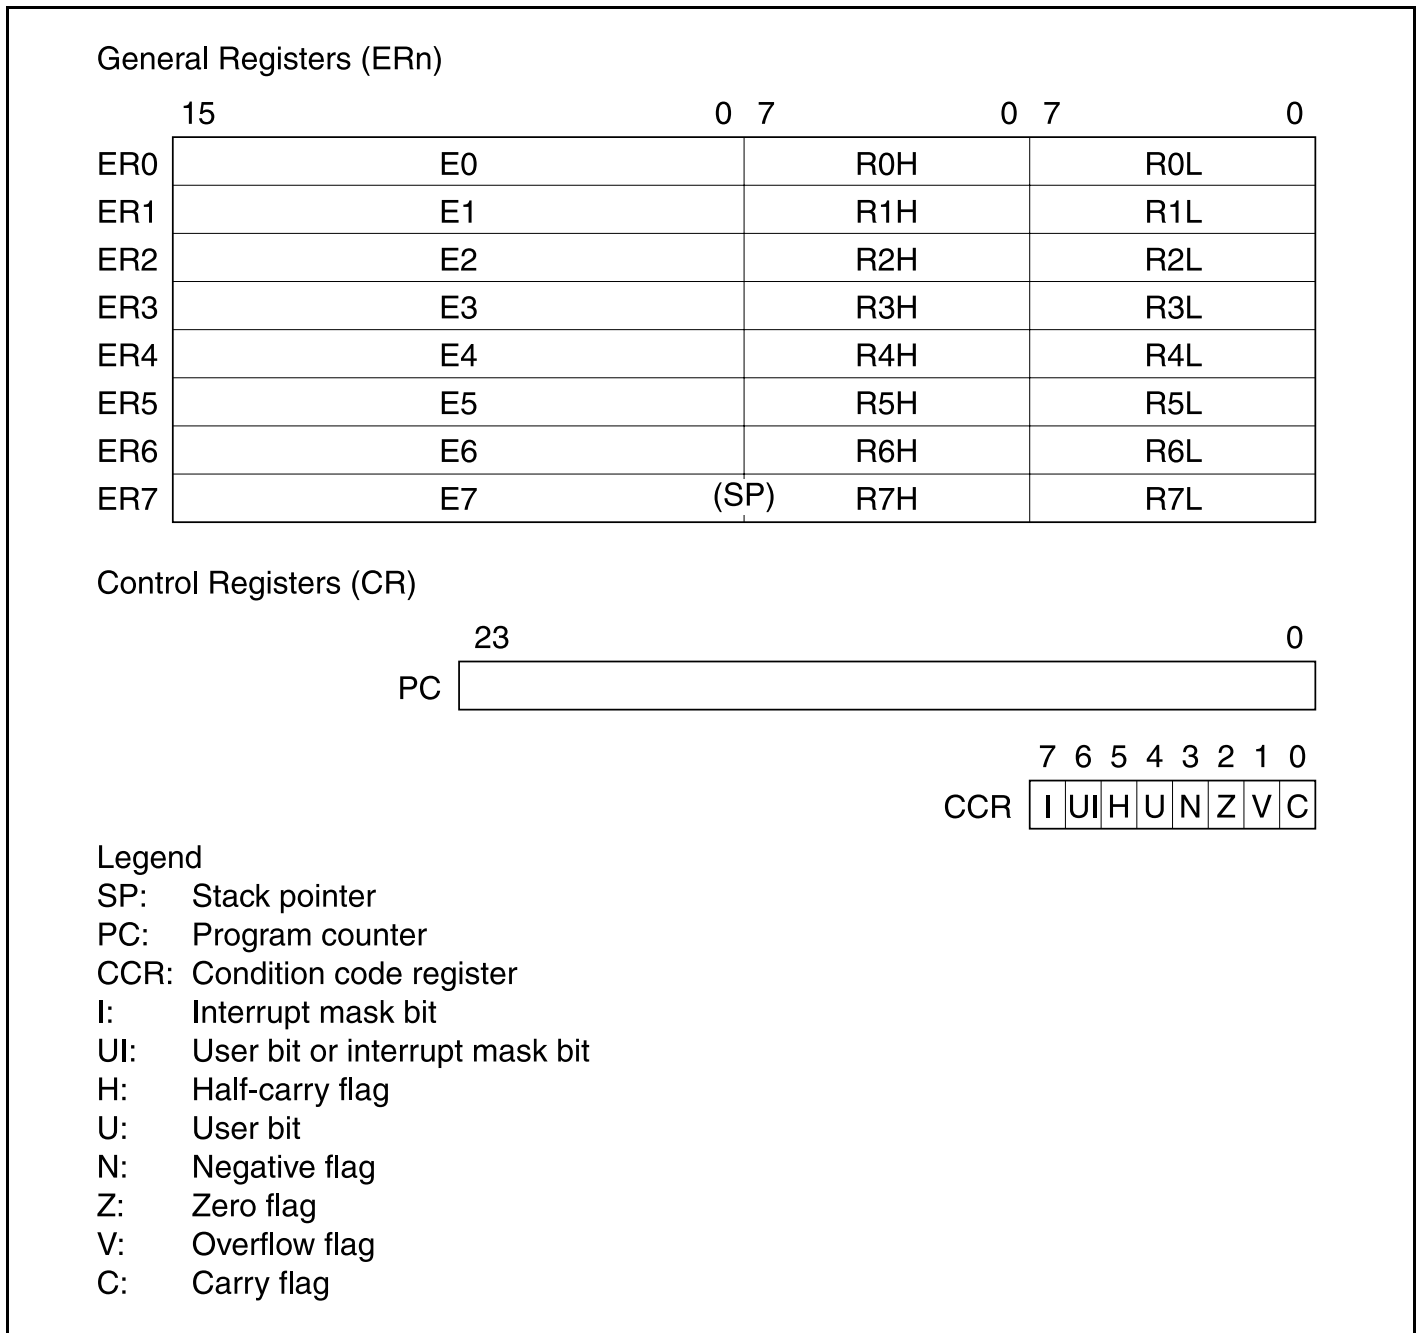 General Registers (ERn)
15 0 7 0 7 0
ER0 E0 R0H R0L
ER1 E1 R1H R1L
ER2 E2 R2H R2L
ER3 E3 R3H R3L
ER4 E4 R4H R4L
ER5 E5 R5H R5L
ER6 E6 R6H R6L
ER7 E7 (SP) R7H R7L
Control Registers (CR)
23 0
PC
7 6 5 4 3 2 1 0
CCR I UI H U N Z V C
Legend
SP: Stack pointer
PC: Program counter
CCR: Condition code register
I: Interrupt mask bit
UI: User bit or interrupt mask bit
H: Half-carry flag
U: User bit
N: Negative flag
Z: Zero flag
V: Overflow flag
C: Carry flag